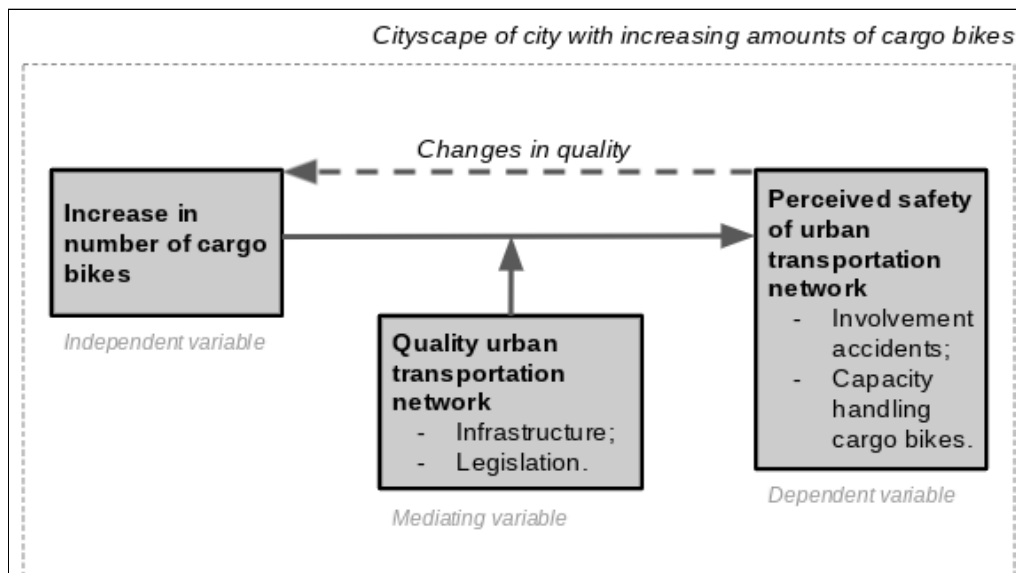 Cityscape of city with increasing amounts of cargo bikes
Changes in quality
Increase in
number of cargo
bikes
Independent variable
Quality urban
transportation
network
- Infrastructure;
- Legislation.
Mediating variable
Perceived safety
of urban
transportation
network
- Involvement
accidents;
- Capacity
handling
cargo bikes.
Dependent variable